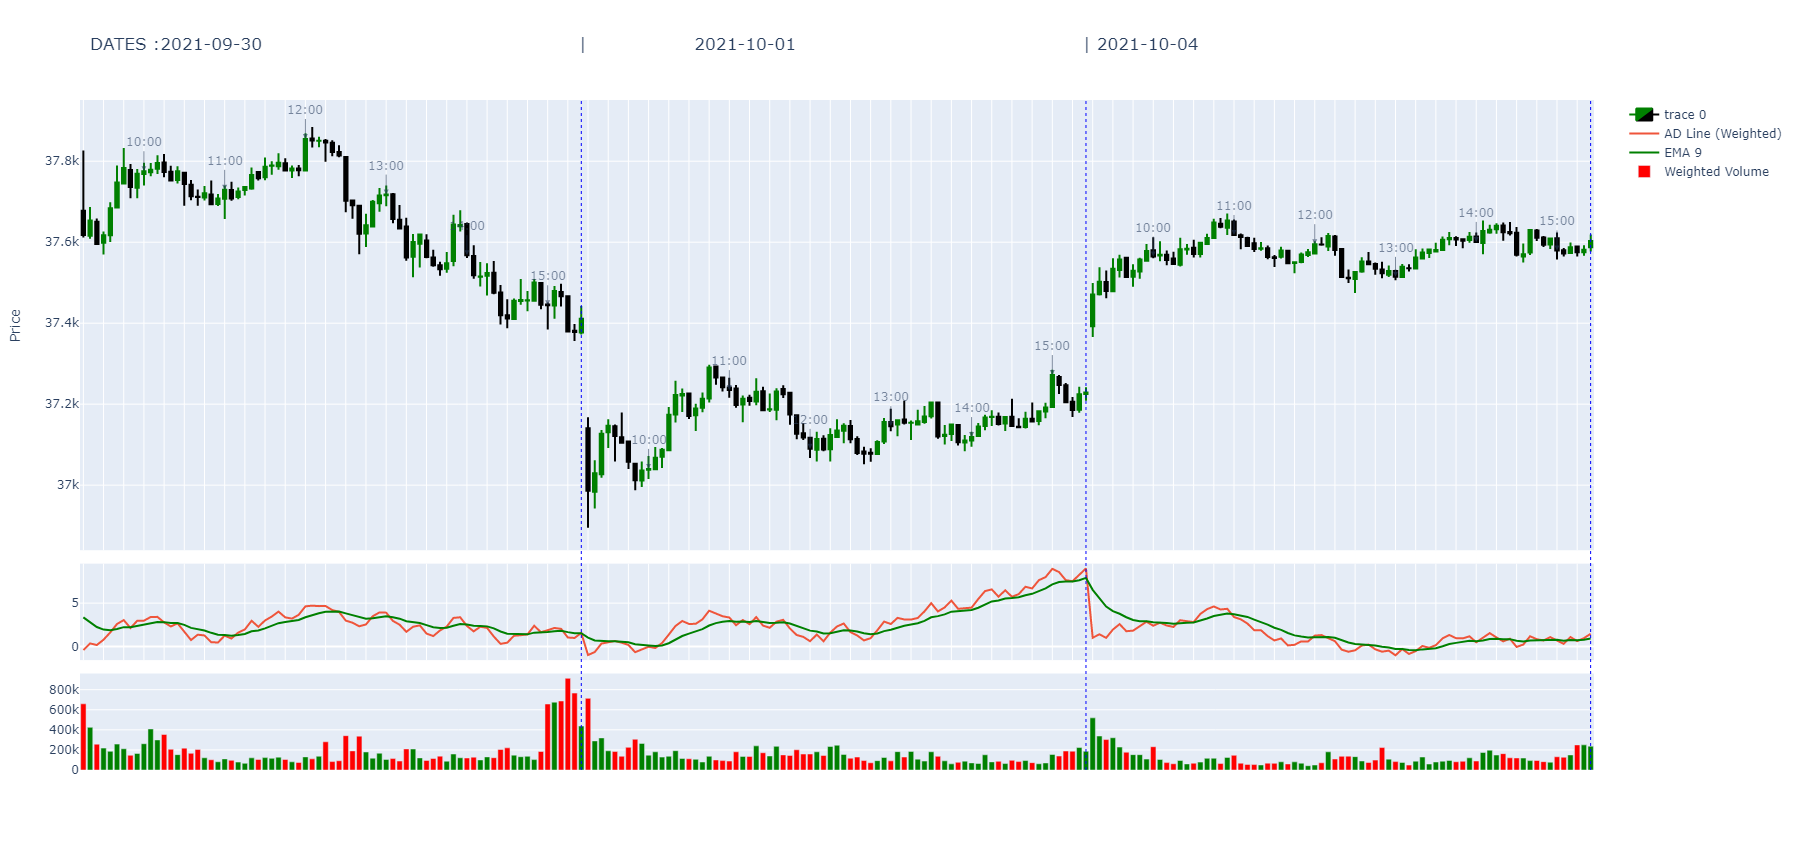 DATES :2021-09-30 | 2021-10-01 | 2021-10-04
12:00
10:00
11:00
13:00
15:00
11:00
10:00
13:00
14:00
15:00
10:00
11:00
12:00
13:00
14:00
15:00
37.8k
37.6k
37.4k
37.2k
37k
Price
5
0
800k
600k
400k
200k
0
trace 0
AD Line (Weighted)
EMA 9
Weighted Volume